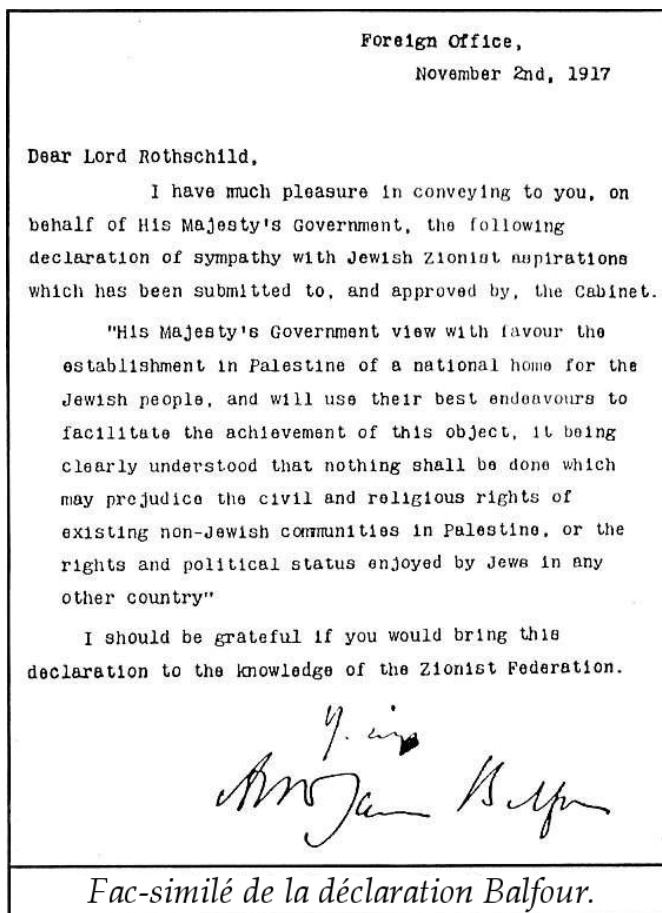 Foreign Office,
November 2nd, 1917
Dear Lord Rothschild,
I have much pleasure in conveying to you, on
behalf of His Majesty's Government, the following
declaration of sympathy with Jewish Zionist aspirations
which has been submitted to, and approved by, the Cabinet.
"His Majesty's Government view with favour the
establishment in Palestine of a national home for the
Jewish people, and will use their best endeavours to
facilitate the achievement of this object, it being
clearly understood that nothing shall be done which
may prejudice the civil and religious rights of
existing non-Jewish communities in Palestine, or the
rights and political status enjoyed by Jews in any
other country"
I should be grateful if you would bring this
declaration to the knowledge of the Zionist Federation.
Balfour
Fac-similé de la déclaration Balfour.